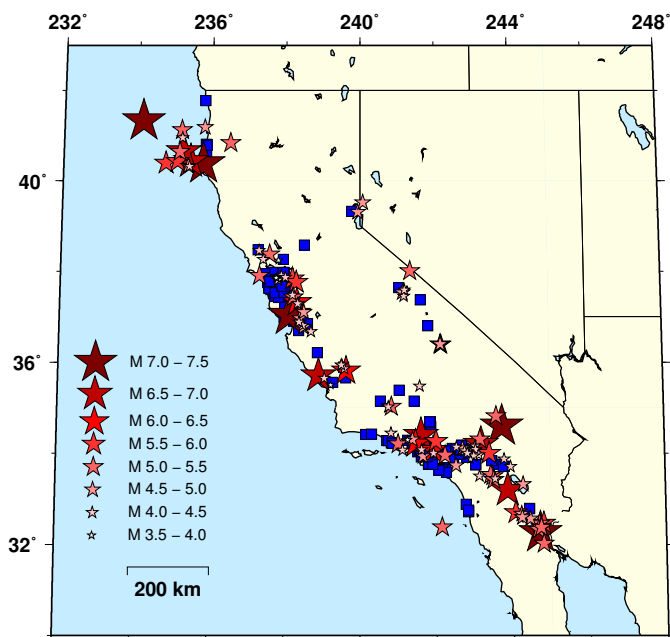 232° 236° 240° 244° 248°
40°
36°
32°
M 7.0 – 7.5
M 6.5 – 7.0
M 6.0 – 6.5
M 5.5 – 6.0
M 5.0 – 5.5
M 4.5 – 5.0
M 4.0 – 4.5
M 3.5 – 4.0
200 km